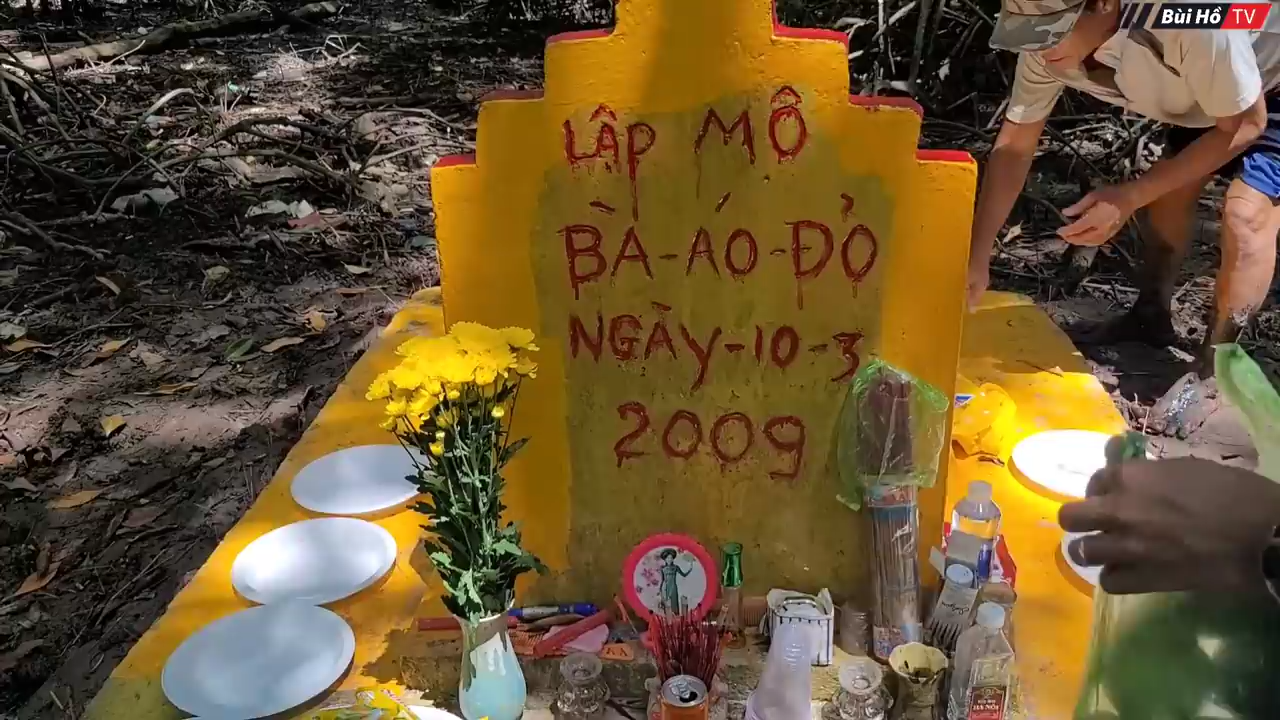 Bùi Hồ TV
LẬP MÔ
BÀ-ÁO-ĐỎ
NGÀY-10-3
2009